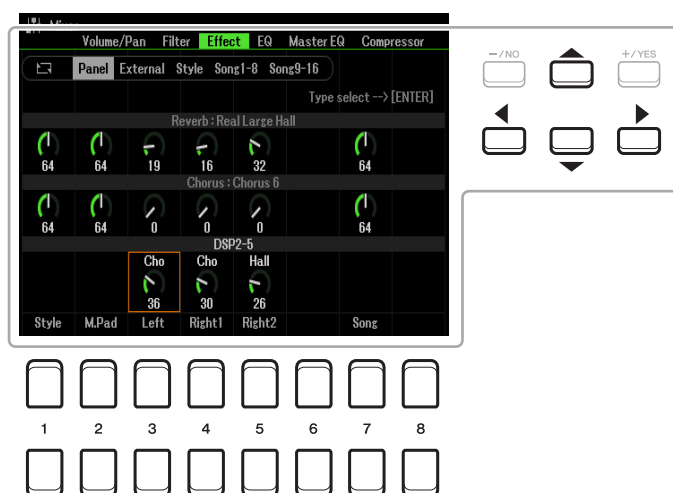 Volume/Pan Filter Effect EQ Master EQ Compressor
-/NO +/YES
Panel External Style Song1-8 Song9-16
Type select -->[ENTER]
Reverb : Real Large Hall
64 64 19 16 32 64
Chorus : Chorus 6
64 64 0 0 0 64
DSP2-5
Cho Cho Hall
36 30 26
Style M.Pad Left Right1 Right2 Song
1 2 3 4 5 6 7 8